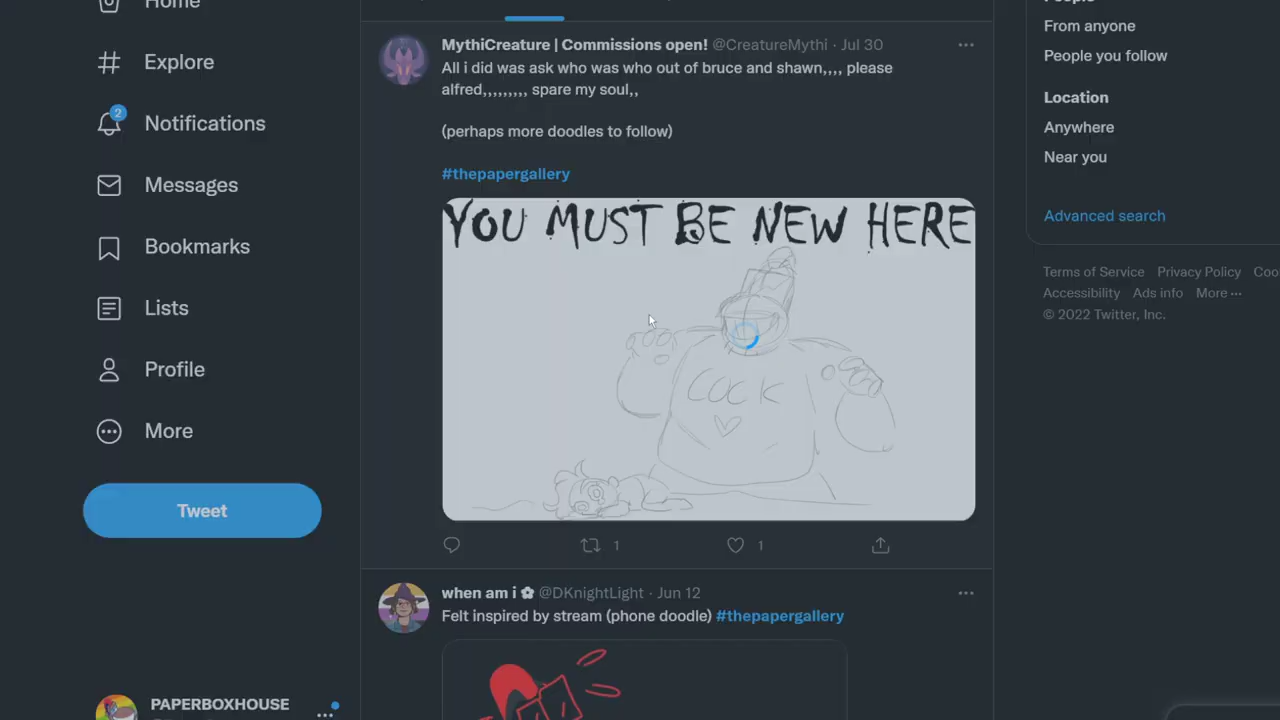 Home
Explore
2
Notifications
Messages
Bookmarks
Lists
Profile
More
Tweet
PAPERBOXHOUSE
MythiCreature | Commissions open! @CreatureMythi · Jul 30
All i did was ask who was who out of bruce and shawn,,,, please
alfred,,,,,,,,, spare my soul,,
(perhaps more doodles to follow)
#thepapergallery
YOU MUST BE NEW HERE
COCK
1
1
when am i ✿ @DKnightLight · Jun 12
Felt inspired by stream (phone doodle) #thepapergallery
People
From anyone
People you follow
Location
Anywhere
Near you
Advanced search
Terms of Service Privacy Policy Coo
Accessibility Ads info More ···
© 2022 Twitter, Inc.